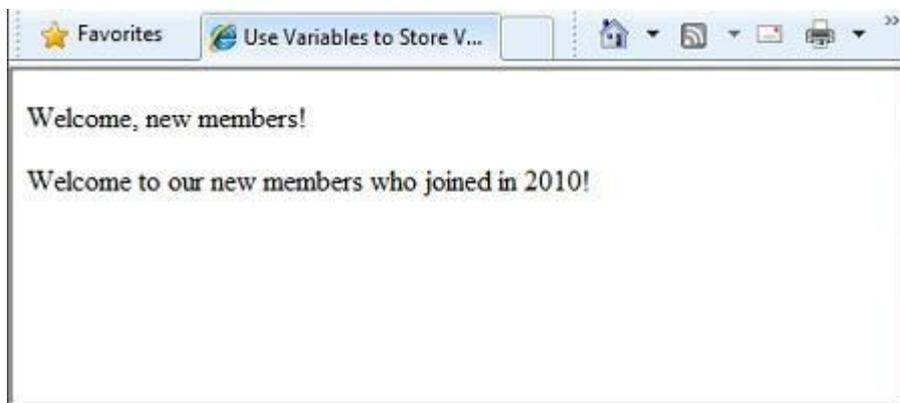 Favorites
Use Variables to Store V...
Welcome, new members!
Welcome to our new members who joined in 2010!